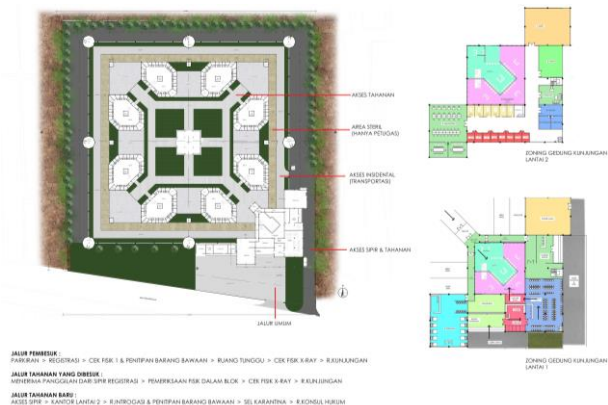 AKSES TAHANAN
AREA STERIL
(HANYA PETUGAS)
AKSES INSIDENTAL
(TRANSPORTASI)
AKSES SIPIR & TAHANAN
JALUR UMUM
ZONING GEDUNG KUNJUNGAN
LANTAI 2
ZONING GEDUNG KUNJUNGAN
LANTAI 1
JALUR PEMBESUK :
PARKIRAN > REGISTRASI > CEK FISIK 1 & PENITIPAN BARANG BAWAAN > RUANG TUNGGU > CEK FISIK X-RAY > R.KUNJUNGAN
JALUR TAHANAN YANG DIBESUK :
MENERIMA PANGGILAN DARI SIPIR REGISTRASI > PEMERIKSAAN FISIK DALAM BLOK > CEK FISIK X-RAY > R.KUNJUNGAN
JALUR TAHANAN BARU :
AKSES SIPIR > KANTOR LANTAI 2 > R.INTROGASI & PENITIPAN BARANG BAWAAN > SEL KARANTINA > R.KONSUL HUKUM